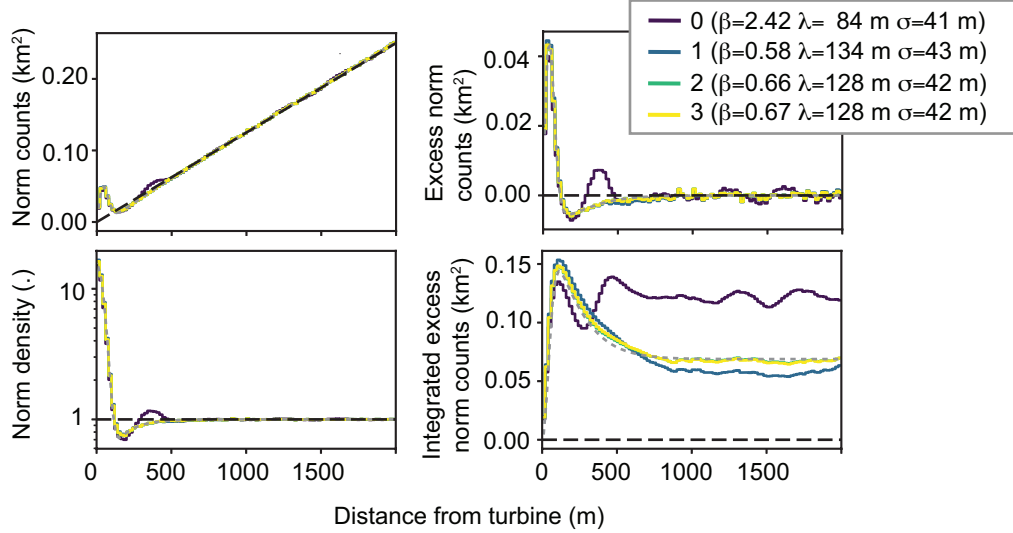 0 (β=2.42 λ= 84 m σ=41 m)
1 (β=0.58 λ=134 m σ=43 m)
2 (β=0.66 λ=128 m σ=42 m)
3 (β=0.67 λ=128 m σ=42 m)
Norm counts (km²)
0.20
0.10
0.00
Excess norm
counts (km²)
0.04
0.02
0.00
Norm density (.)
10
1
0
500
1000
1500
Integrated excess
norm counts (km²)
0.15
0.10
0.05
0.00
0
500
1000
1500
Distance from turbine (m)